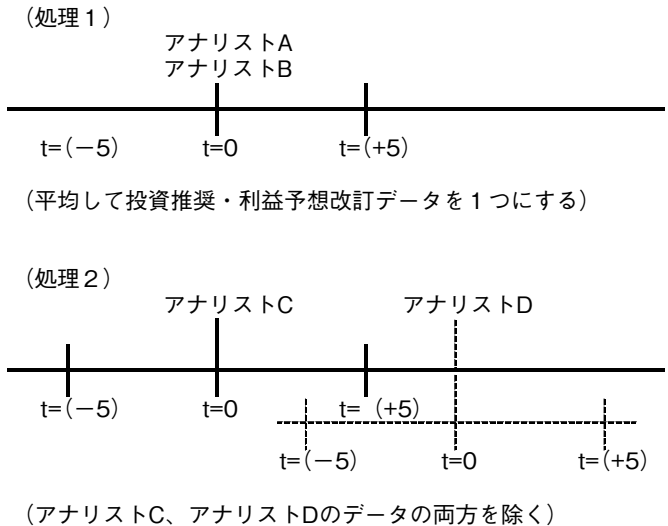 （処理１）
アナリストA
アナリストB
t=(－5) t=0 t=(+5)
（平均して投資推奨・利益予想改訂データを１つにする）
（処理２）
アナリストC アナリストD
t=(－5) t=0 t=（+5)
t=(－5) t=0 t=(+5)
（アナリストC、アナリストDのデータの両方を除く）